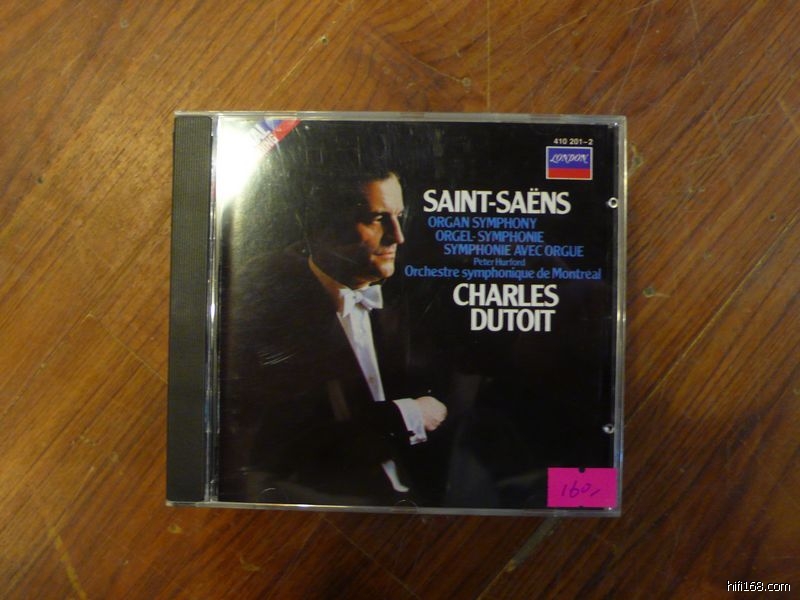 410 201-2
LONDON
SAINT-SAËNS
ORGAN SYMPHONY
ORGEL-SYMPHONIE
SYMPHONIE AVEC ORGUE
Peter Hurford
Orchestre symphonique de Montréal
CHARLES
DUTOIT
160,-
hifi168.com